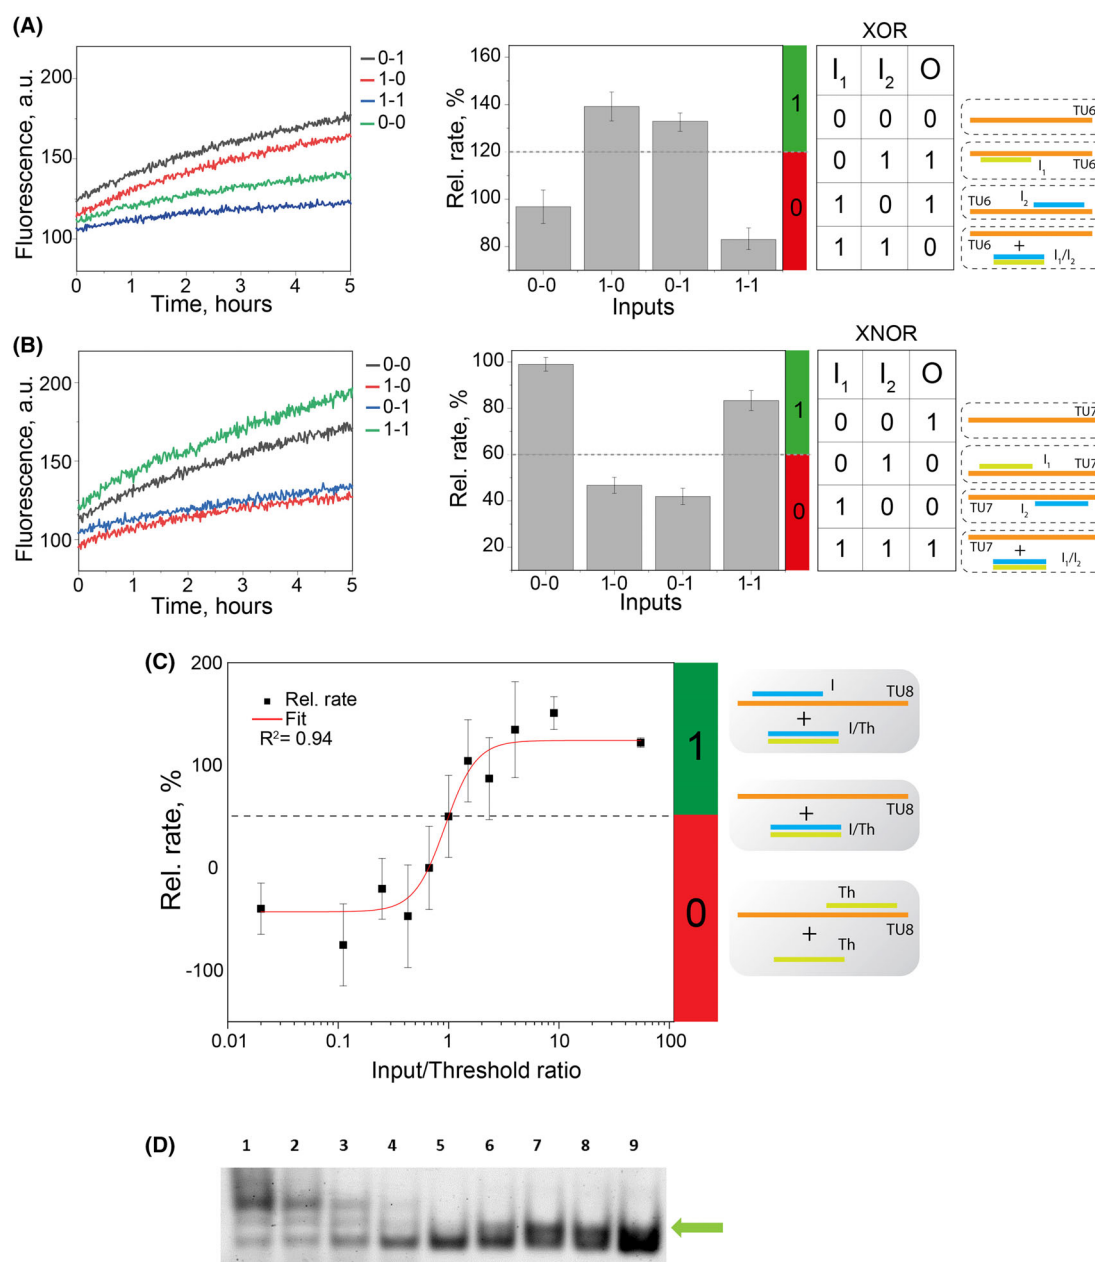 (A)
Fluorescence, a.u.
200
150
100
0 1 2 3 4 5
Time, hours
0-1
1-0
1-1
0-0
Rel. rate, %
160
140
120
100
80
0-0 1-0 0-1 1-1
Inputs
1
0
XOR
I1 I2 O
0 0 0
0 1 1
1 0 1
1 1 0
TU6
I1 TU6
TU6 I2
TU6 + I1/I2
(B)
Fluorescence, a.u.
200
150
100
0 1 2 3 4 5
Time, hours
0-0
1-0
0-1
1-1
Rel. rate, %
100
80
60
40
20
0-0 1-0 0-1 1-1
Inputs
1
0
XNOR
I1 I2 O
0 0 1
0 1 0
1 0 0
1 1 1
TU7
I1 TU7
TU7 I2
TU7 + I1/I2
(C)
Rel. rate, %
200
100
0
-100
Rel. rate
Fit
R2= 0.94
0.01 0.1 1 10 100
Input/Threshold ratio
1
0
I TU8
+ I/Th
TU8
+ I/Th
Th
TU8
+ Th
(D)
1 2 3 4 5 6 7 8 9